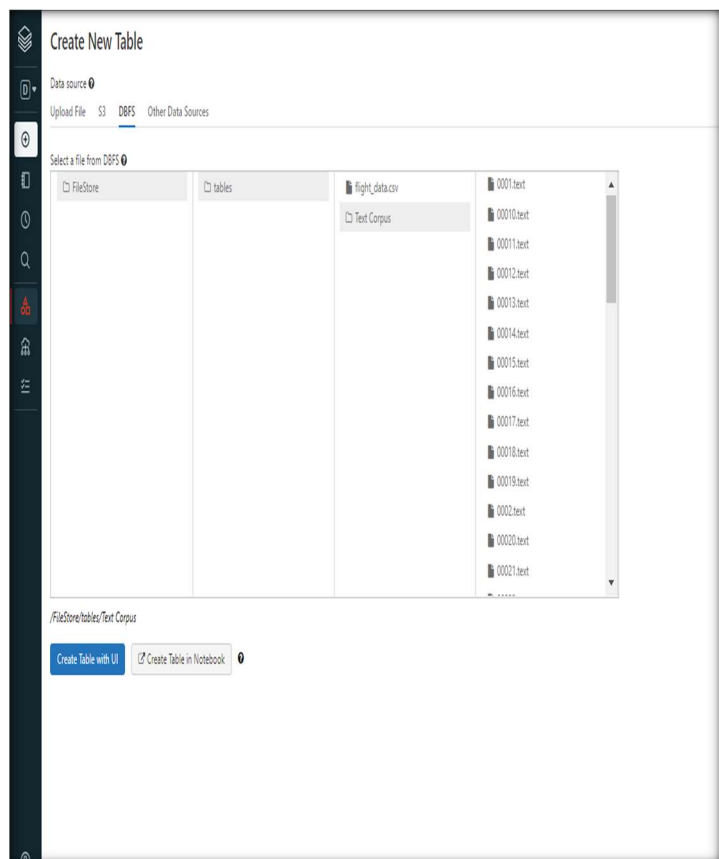 Create New Table
D
Data source
Upload File S3 DBFS Other Data Sources
Select a file from DBFS
FileStore
tables
flight_data.csv
Text Corpus
0001.text
00010.text
00011.text
00012.text
00013.text
00014.text
00015.text
00016.text
00017.text
00018.text
00019.text
0002.text
00020.text
00021.text
/FileStore/tables/Text Corpus
Create Table with UI
Create Table in Notebook